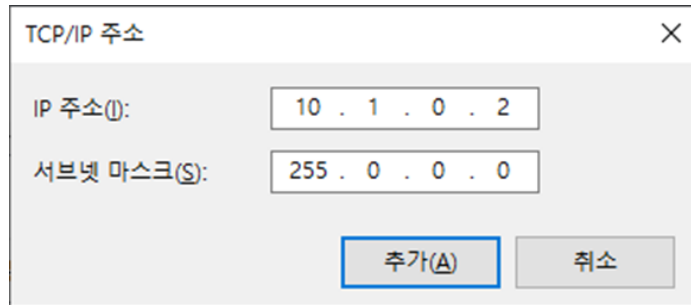 TCP/IP 주소
IP 주소(I): 10 . 1 . 0 . 2
서브넷 마스크(S): 255 . 0 . 0 . 0
추가(A) 취소